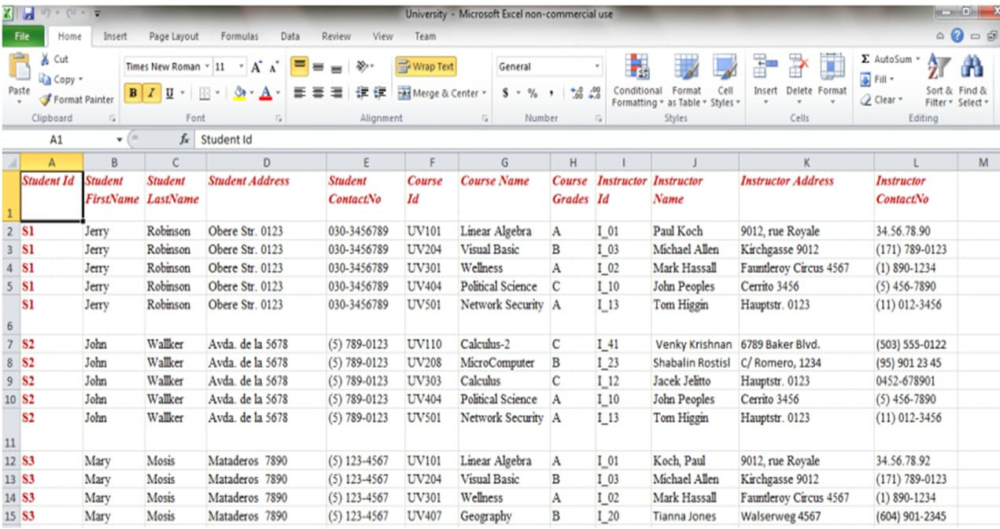 University - Microsoft Excel non-commercial use
File Home Insert Page Layout Formulas Data Review View Team
Cut
Copy
Format Painter
Paste
Clipboard
Times New Roman 11
B I U
Font
Wrap Text
Merge & Center
Alignment
General
$ % ,
Number
Conditional Formatting
Format as Table
Cell Styles
Styles
Insert Delete Format
Cells
Σ AutoSum
Fill
Clear
Sort & Filter
Find & Select
Editing
A1 fx Student Id
A B C D E F G H I J K L M
1 Student Id Student FirstName Student LastName Student Address Student ContactNo Course Id Course Name Course Grades Instructor Id Instructor Name Instructor Address Instructor ContactNo
2 S1 Jerry Robinson Obere Str. 0123 030-3456789 UV101 Linear Algebra A I_01 Paul Koch 9012, rue Royale 34.56.78.90
3 S1 Jerry Robinson Obere Str. 0123 030-3456789 UV204 Visual Basic B I_03 Michael Allen Kirchgasse 9012 (171) 789-0123
4 S1 Jerry Robinson Obere Str. 0123 030-3456789 UV301 Wellness A I_02 Mark Hassall Fauntleroy Circus 4567 (1) 890-1234
5 S1 Jerry Robinson Obere Str. 0123 030-3456789 UV404 Political Science C I_10 John Peoples Cerrito 3456 (5) 456-7890
6 S1 Jerry Robinson Obere Str. 0123 030-3456789 UV501 Network Security A I_13 Tom Higgin Hauptstr. 0123 (11) 012-3456
7 S2 John Wallker Avda. de la 5678 (5) 789-0123 UV110 Calculus-2 C I_41 Venky Krishnan 6789 Baker Blvd. (503) 555-0122
8 S2 John Wallker Avda. de la 5678 (5) 789-0123 UV208 MicroComputer B I_23 Shabalin Rostisl C/ Romero, 1234 (95) 901 23 45
9 S2 John Wallker Avda. de la 5678 (5) 789-0123 UV303 Calculus C I_12 Jacek Jelitto Hauptstr. 0123 0452-678901
10 S2 John Wallker Avda. de la 5678 (5) 789-0123 UV404 Political Science A I_10 John Peoples Cerrito 3456 (5) 456-7890
11 S2 John Wallker Avda. de la 5678 (5) 789-0123 UV501 Network Security A I_13 Tom Higgin Hauptstr. 0123 (11) 012-3456
12 S3 Mary Mosis Mataderos 7890 (5) 123-4567 UV101 Linear Algebra A I_01 Koch, Paul 9012, rue Royale 34.56.78.92
13 S3 Mary Mosis Mataderos 7890 (5) 123-4567 UV204 Visual Basic B I_03 Michael Allen Kirchgasse 9012 (171) 789-0123
14 S3 Mary Mosis Mataderos 7890 (5) 123-4567 UV301 Wellness A I_02 Mark Hassall Fauntleroy Circus 4567 (1) 890-1234
15 S3 Mary Mosis Mataderos 7890 (5) 123-4567 UV407 Geography B I_20 Tianna Jones Walserweg 4567 (604) 901-2345